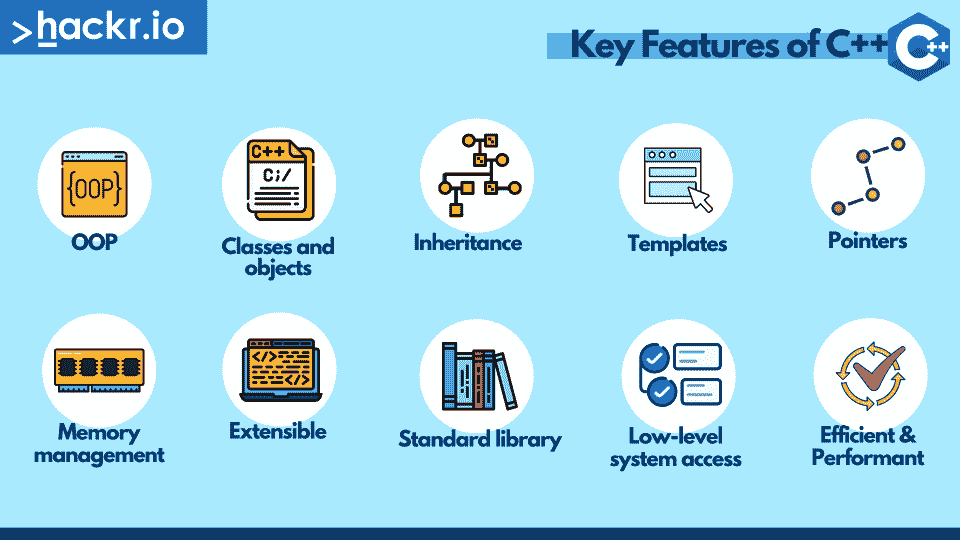 >hackr.io
Key Features of C++
C++
{OOP}
C++
C;/
OOP
Classes and
objects
Inheritance
Templates
Pointers
</>
</>
Memory
management
Extensible
Standard library
Low-level
system access
Efficient &
Performant